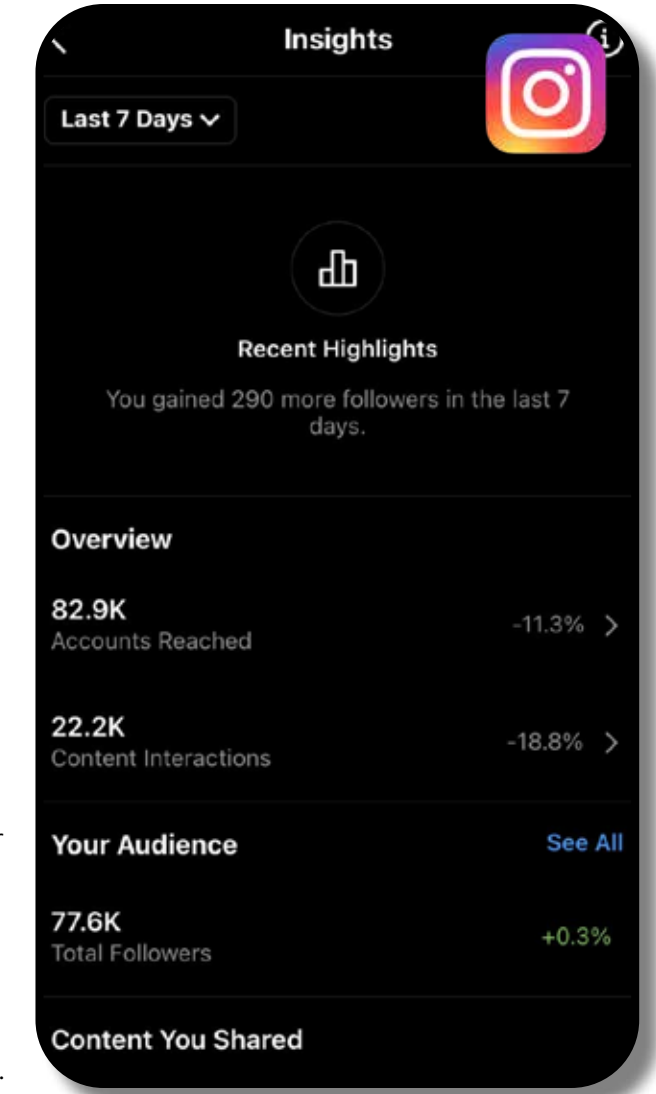 Insights
Last 7 Days
Recent Highlights
You gained 290 more followers in the last 7
days.
Overview
82.9K
Accounts Reached
-11.3%
22.2K
Content Interactions
-18.8%
Your Audience
See All
77.6K
Total Followers
+0.3%
Content You Shared